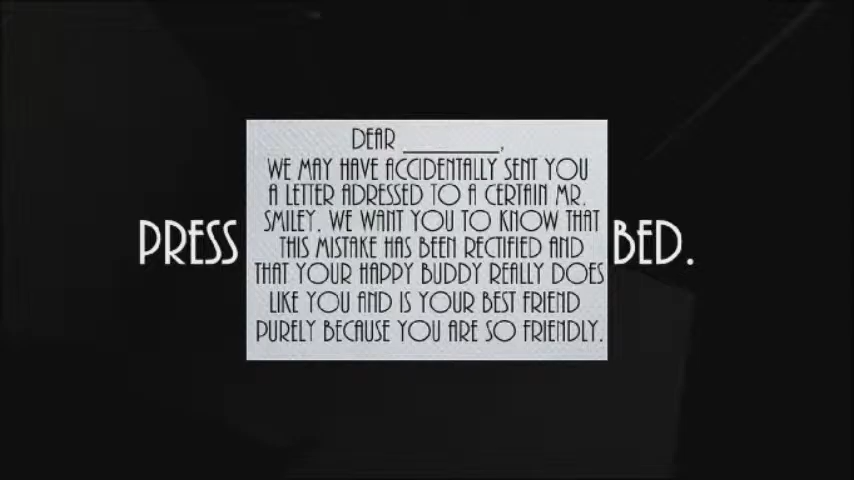 DEAR _________,
WE MAY HAVE ACCIDENTALLY SENT YOU
A LETTER ADRESSED TO A CERTAIN MR.
SMILEY. WE WANT YOU TO KNOW THAT
THIS MISTAKE HAS BEEN RECTIFIED AND
THAT YOUR HAPPY BUDDY REALLY DOES
LIKE YOU AND IS YOUR BEST FRIEND
PURELY BECAUSE YOU ARE SO FRIENDLY.
PRESS BED.